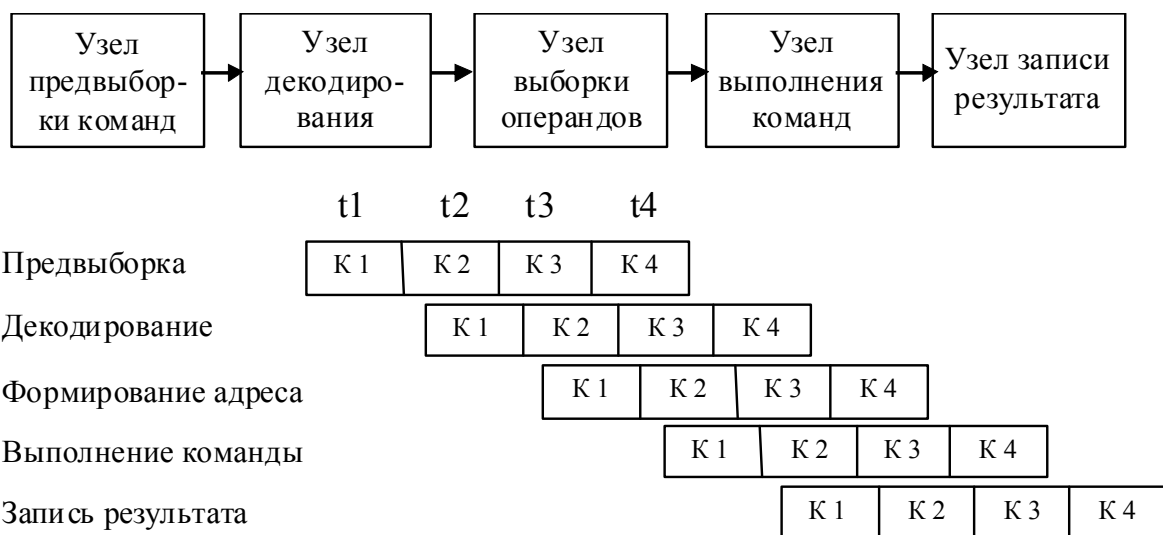 Узел
предвыбор-
ки команд
Узел
декодиро-
вания
Узел
выборки
операндов
Узел
выполнения
команд
Узел записи
результата
t1 t2 t3 t4
Предвыборка К 1 К 2 К 3 К 4
Декодирование К 1 К 2 К 3 К 4
Формирование адреса К 1 К 2 К 3 К 4
Выполнение команды К 1 К 2 К 3 К 4
Запись результата К 1 К 2 К 3 К 4